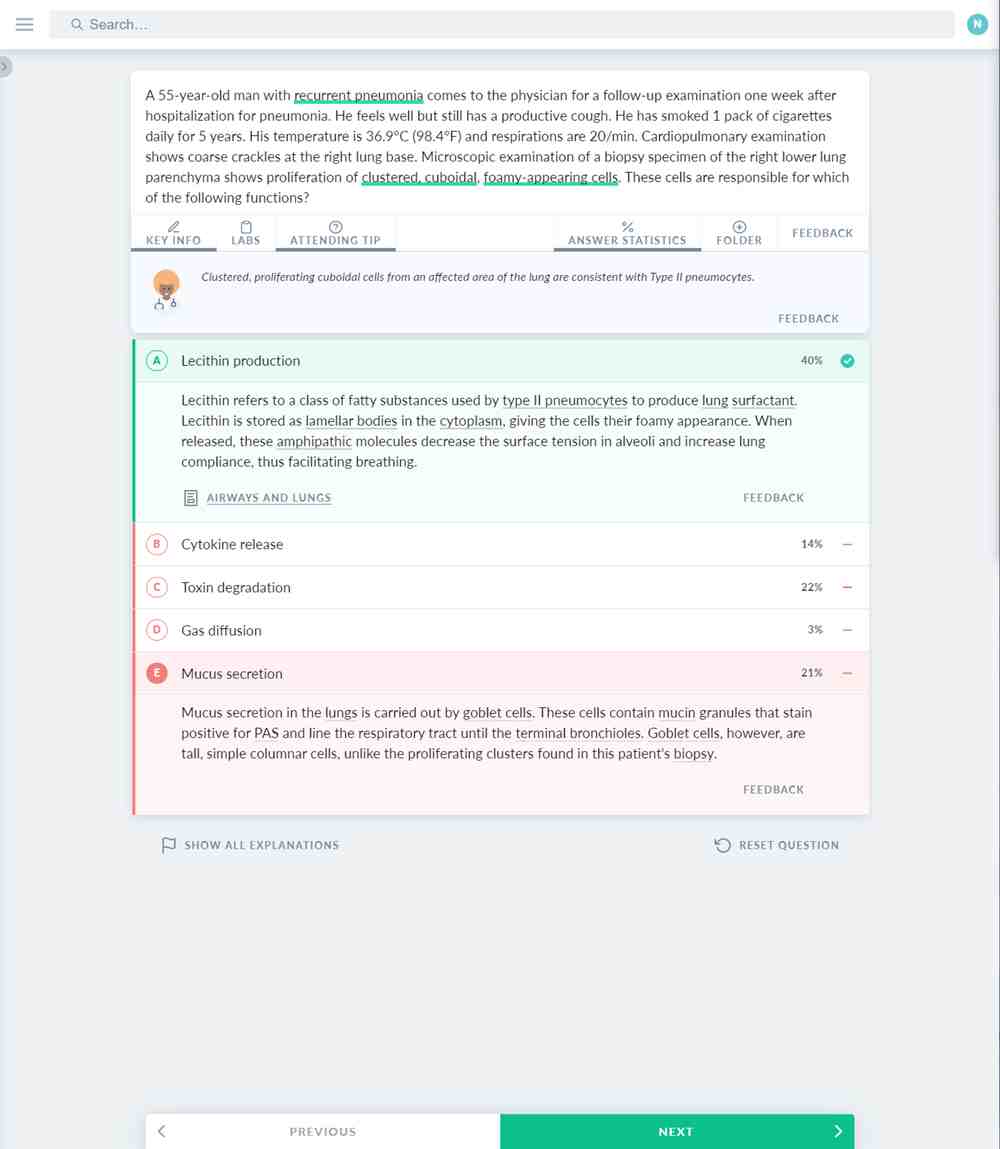 Search...
N
A 55-year-old man with recurrent pneumonia comes to the physician for a follow-up examination one week after
hospitalization for pneumonia. He feels well but still has a productive cough. He has smoked 1 pack of cigarettes
daily for 5 years. His temperature is 36.9°C (98.4°F) and respirations are 20/min. Cardiopulmonary examination
shows coarse crackles at the right lung base. Microscopic examination of a biopsy specimen of the right lower lung
parenchyma shows proliferation of clustered, cuboidal, foamy-appearing cells. These cells are responsible for which
of the following functions?
KEY INFO LABS ATTENDING TIP ANSWER STATISTICS FOLDER FEEDBACK
Clustered, proliferating cuboidal cells from an affected area of the lung are consistent with Type II pneumocytes.
FEEDBACK
A Lecithin production 40%
Lecithin refers to a class of fatty substances used by type II pneumocytes to produce lung surfactant.
Lecithin is stored as lamellar bodies in the cytoplasm, giving the cells their foamy appearance. When
released, these amphipathic molecules decrease the surface tension in alveoli and increase lung
compliance, thus facilitating breathing.
AIRWAYS AND LUNGS FEEDBACK
B Cytokine release 14% —
C Toxin degradation 22% —
D Gas diffusion 3% —
E Mucus secretion 21% —
Mucus secretion in the lungs is carried out by goblet cells. These cells contain mucin granules that stain
positive for PAS and line the respiratory tract until the terminal bronchioles. Goblet cells, however, are
tall, simple columnar cells, unlike the proliferating clusters found in this patient's biopsy.
FEEDBACK
SHOW ALL EXPLANATIONS RESET QUESTION
PREVIOUS NEXT